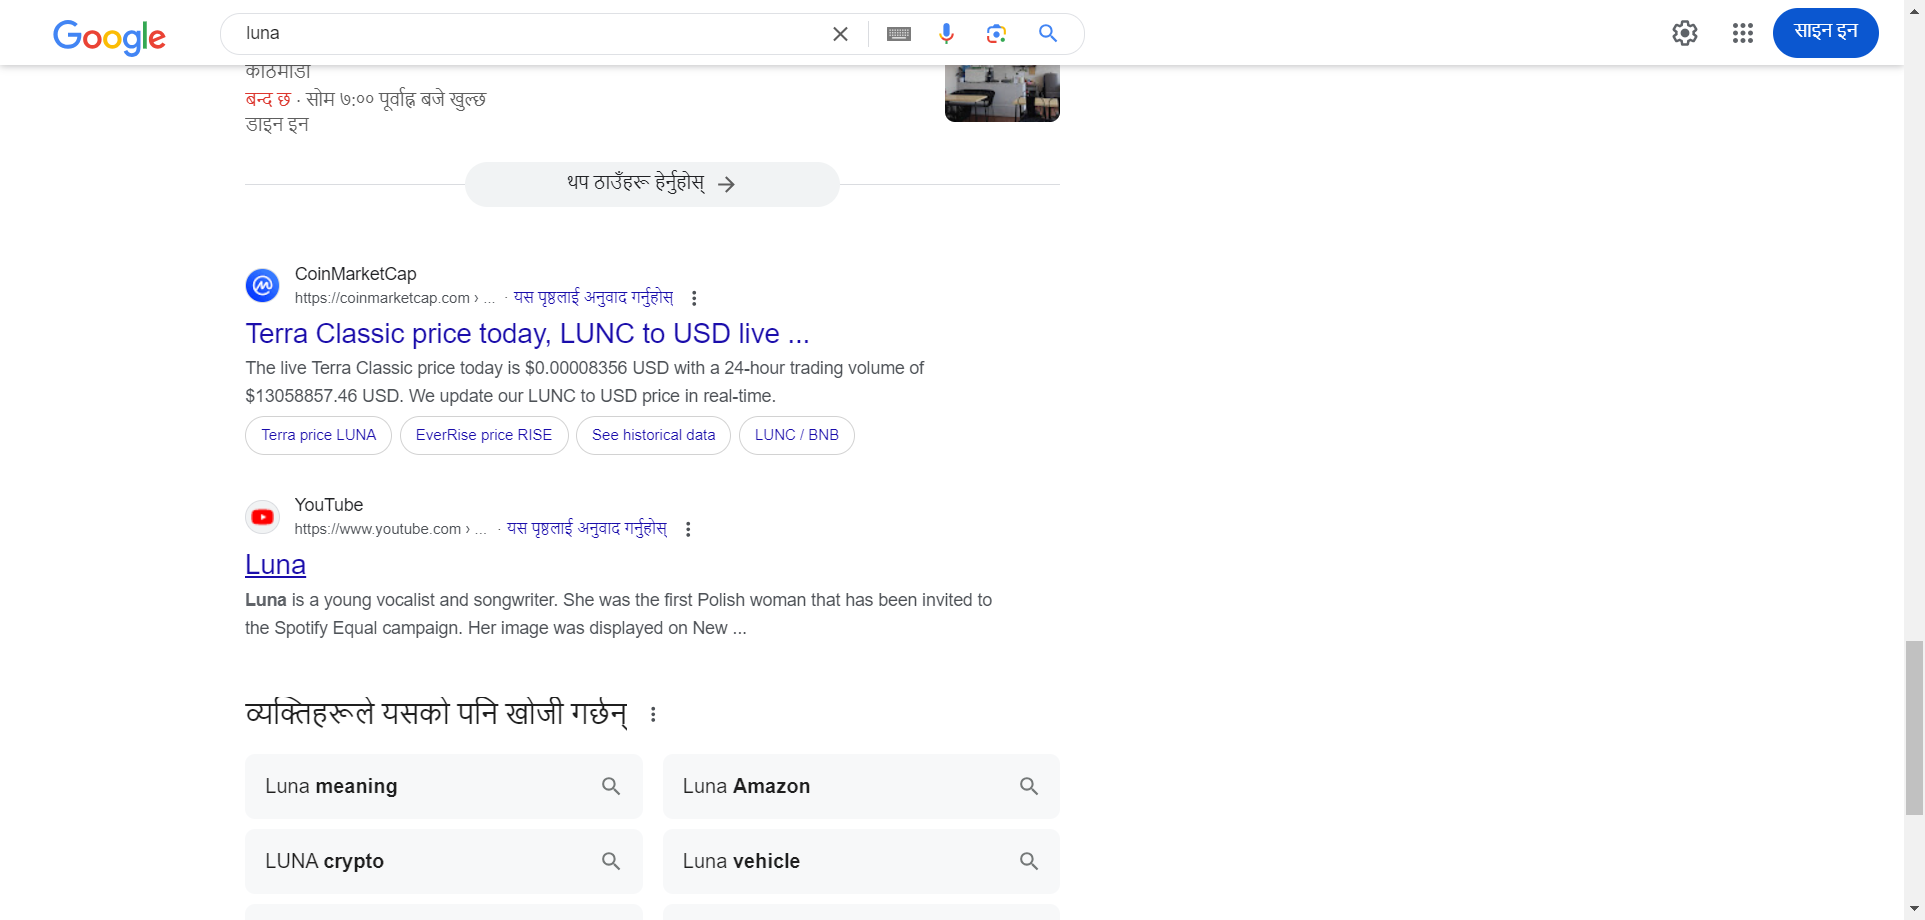 Google
luna
साइन इन
काठमाडौं
बन्द छ · सोम ७:०० पूर्वाह्न बजे खुल्छ
डाइन इन
थप ठाउँहरू हेर्नुहोस्
CoinMarketCap
https://coinmarketcap.com › ... · यस पृष्ठलाई अनुवाद गर्नुहोस्
Terra Classic price today, LUNC to USD live ...
The live Terra Classic price today is $0.00008356 USD with a 24-hour trading volume of
$13058857.46 USD. We update our LUNC to USD price in real-time.
Terra price LUNA
EverRise price RISE
See historical data
LUNC / BNB
YouTube
https://www.youtube.com › ... · यस पृष्ठलाई अनुवाद गर्नुहोस्
Luna
Luna is a young vocalist and songwriter. She was the first Polish woman that has been invited to
the Spotify Equal campaign. Her image was displayed on New ...
व्यक्तिहरूले यसको पनि खोजी गर्छन्
Luna meaning
Luna Amazon
LUNA crypto
Luna vehicle